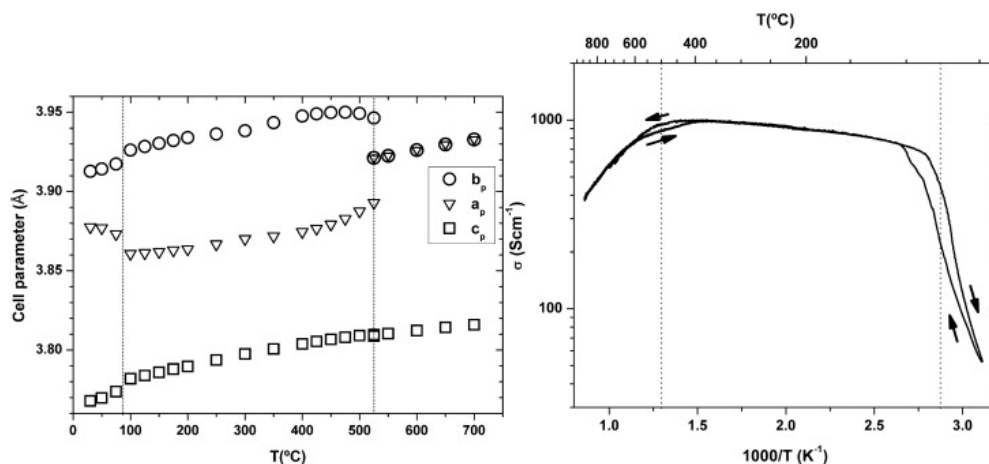 Cell parameter (Å)
3.95
3.90
3.85
3.80
b_p
a_p
c_p
0 100 200 300 400 500 600 700
T(ºC)
T(ºC)
800 600 400 200
σ (Scm⁻¹)
1000
100
1.0 1.5 2.0 2.5 3.0
1000/T (K⁻¹)